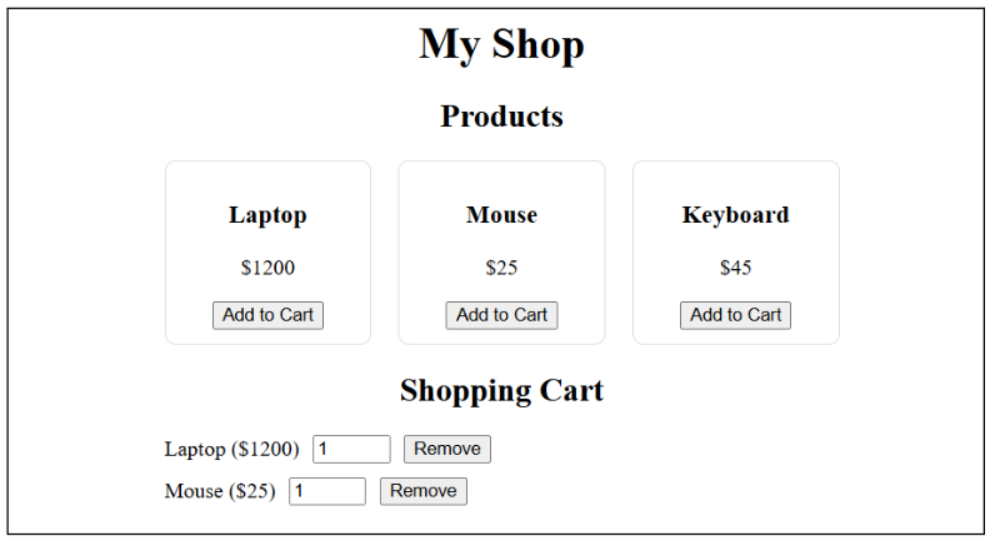 My Shop
Products
Laptop Mouse Keyboard
$1200 $25 $45
Add to Cart Add to Cart Add to Cart
Shopping Cart
Laptop ($1200) 1 Remove
Mouse ($25) 1 Remove